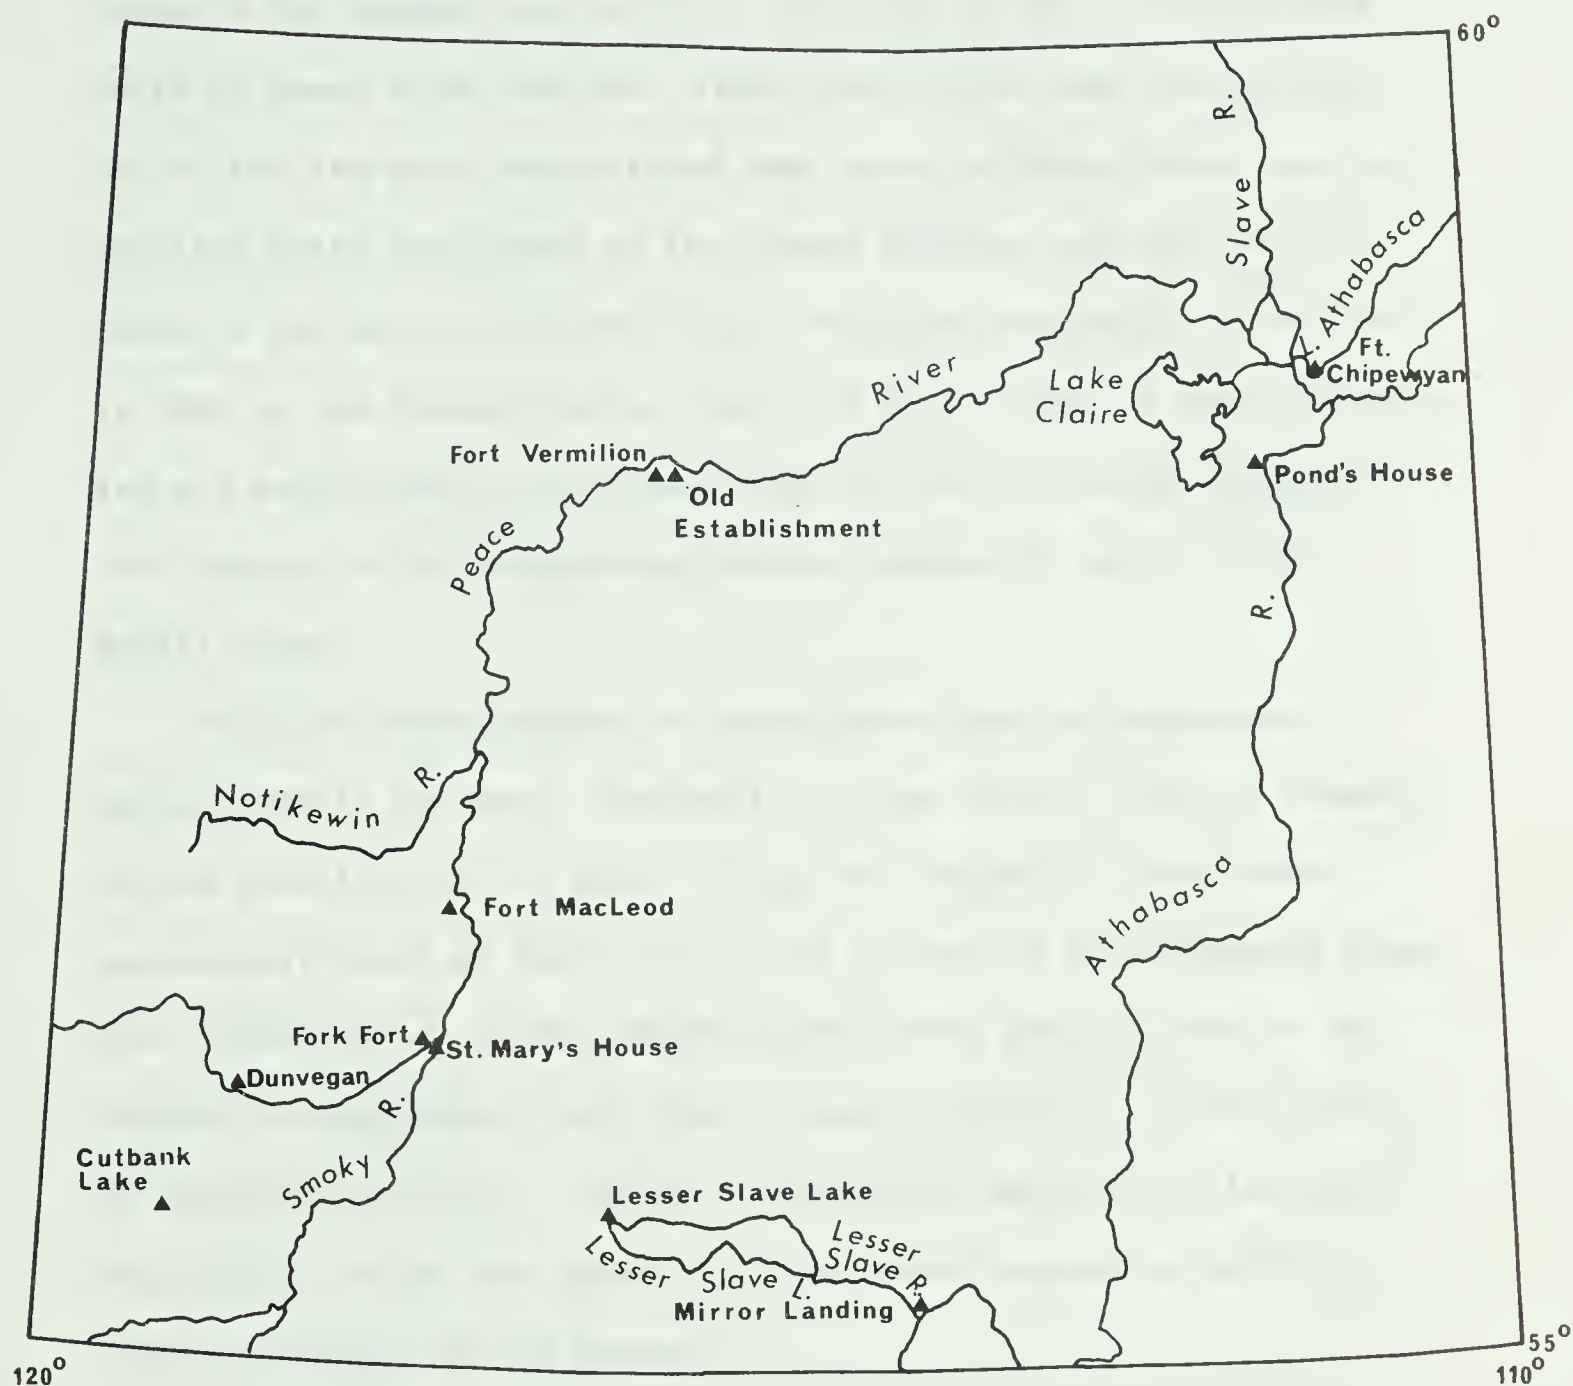 60°
R.
Slave
L. Athabasca
Ft.
Chipewyan
River
Lake
Claire
Fort Vermilion
Old
Establishment
Pond's House
Peace
R.
Notikewin R.
Fort MacLeod
Athabasca
Fork Fort
St. Mary's House
Dunvegan
R.
Smoky
Cutbank
Lake
Lesser Slave Lake
Lesser
Slave R.
Lesser Slave L.
Mirror Landing
55°
120°
110°